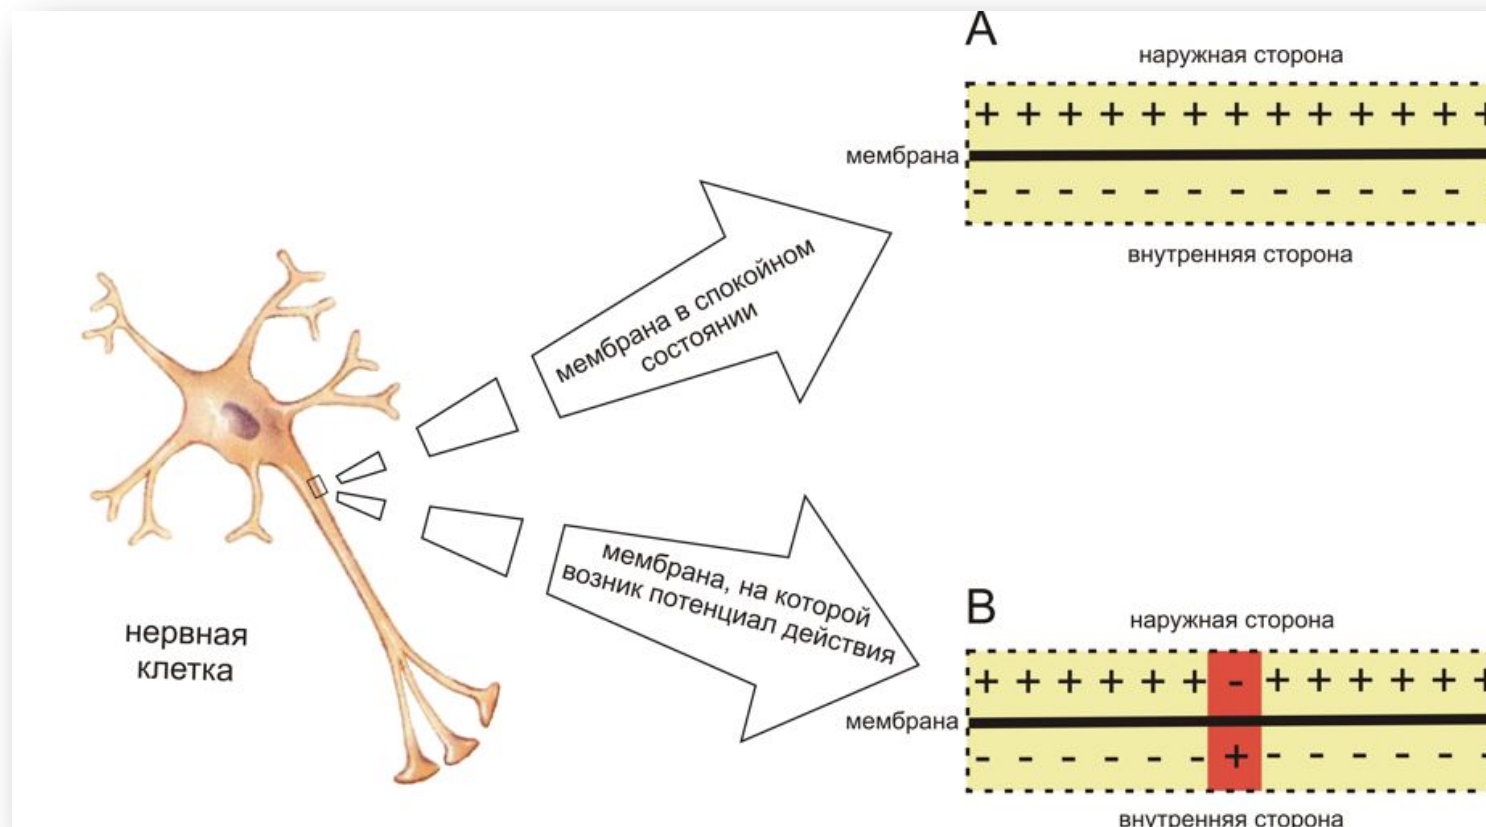 A
наружная сторона
+ + + + + + + + + + + + +
мембрана
- - - - - - - - - - - -
внутренняя сторона
мембрана в спокойном
состоянии
мембрана, на которой
возник потенциал действия
нервная
клетка
B
наружная сторона
+ + + + + + - + + + + + +
мембрана
- - - - - - + - - - - - -
внутренняя сторона